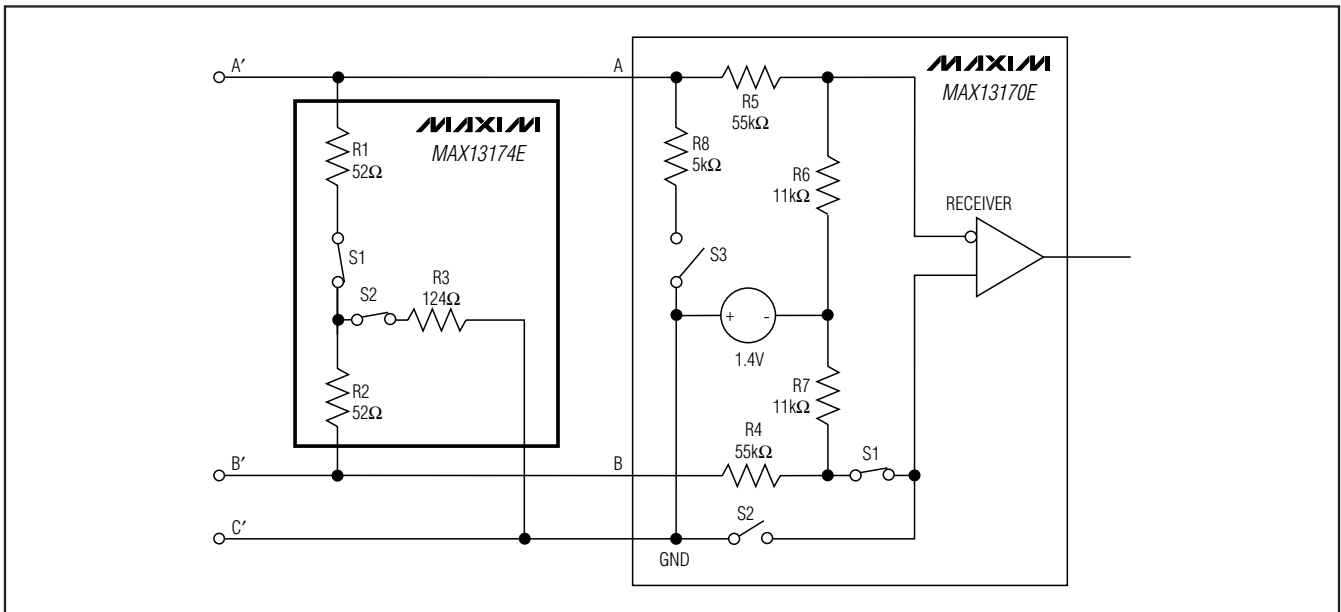 A′
A
MAXIM
MAX13170E
R5
55kΩ
MAXIM
MAX13174E
R1
52Ω
R8
5kΩ
R6
11kΩ
RECEIVER
S1
S3
S2
R3
124Ω
+ -
1.4V
R2
52Ω
R7
11kΩ
R4
55kΩ
S1
B′
B
S2
C′
GND